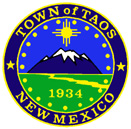 TOWN of TAOS
1934
NEW MEXICO